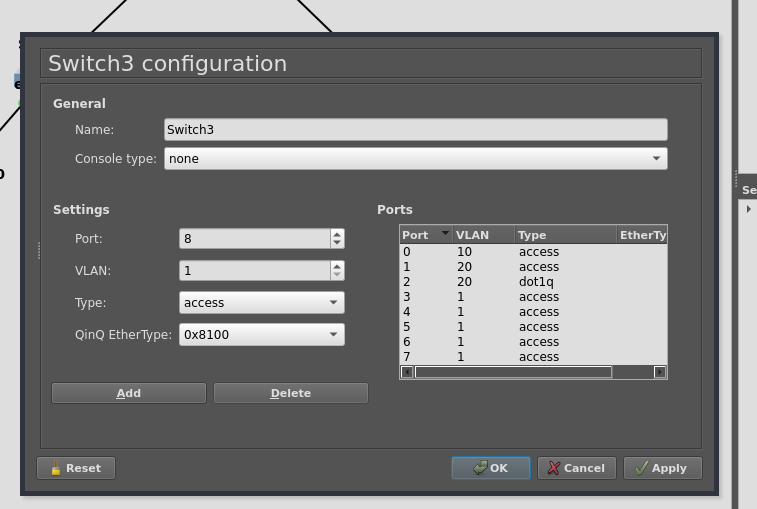 Switch3 configuration
General
Name: Switch3
Console type: none
Settings
Port: 8
VLAN: 1
Type: access
QinQ EtherType: 0x8100
Add Delete
Ports
Port VLAN Type EtherTy
0 10 access
1 20 access
2 20 dot1q
3 1 access
4 1 access
5 1 access
6 1 access
7 1 access
Reset OK Cancel Apply
Se